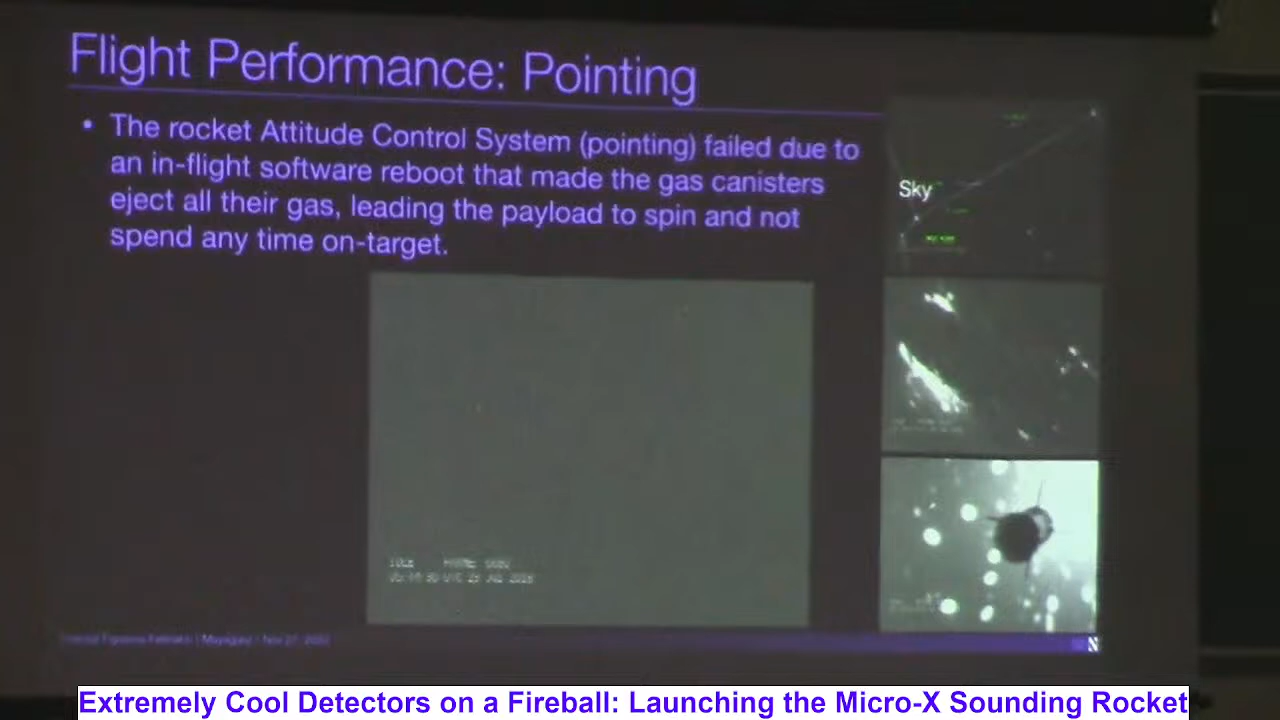 Flight Performance: Pointing
• The rocket Attitude Control System (pointing) failed due to
an in-flight software reboot that made the gas canisters
eject all their gas, leading the payload to spin and not
spend any time on-target.
Sky
Extremely Cool Detectors on a Fireball: Launching the Micro-X Sounding Rocket